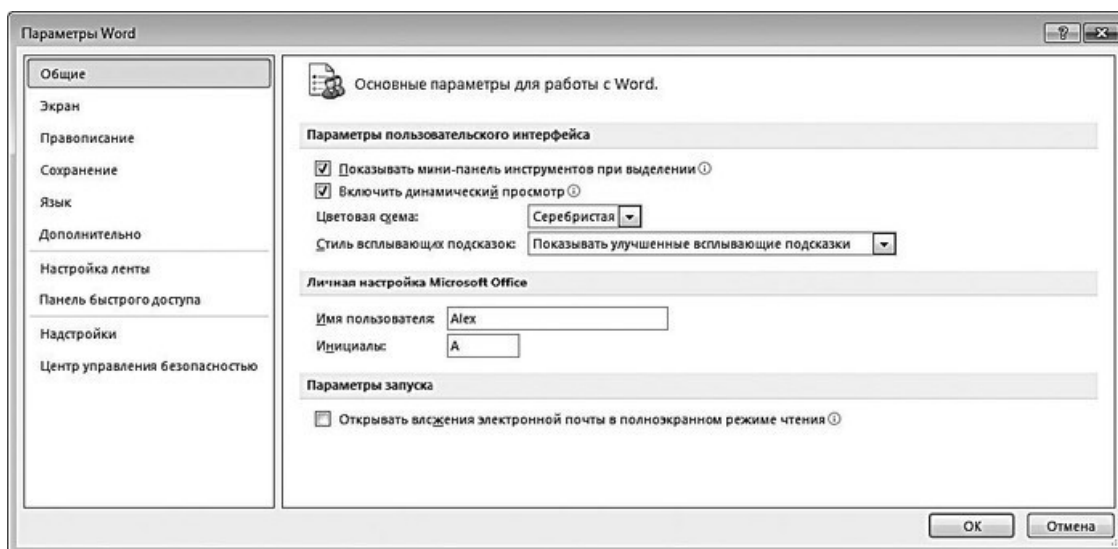 Параметры Word
Общие
Экран
Правописание
Сохранение
Язык
Дополнительно
Настройка ленты
Панель быстрого доступа
Надстройки
Центр управления безопасностью
Основные параметры для работы с Word.
Параметры пользовательского интерфейса
Показывать мини-панель инструментов при выделении
Включить динамический просмотр
Цветовая схема: Серебристая
Стиль всплывающих подсказок: Показывать улучшенные всплывающие подсказки
Личная настройка Microsoft Office
Имя пользователя: Alex
Инициалы: A
Параметры запуска
Открывать вложения электронной почты в полноэкранном режиме чтения
ОК Отмена